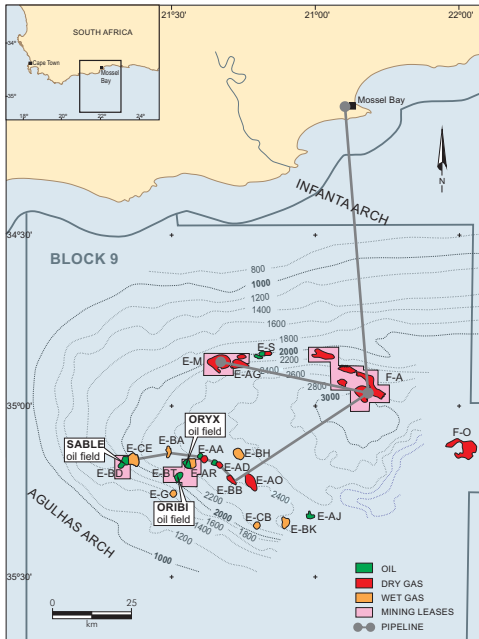 21°30'
21°00'
22°00'
SOUTH AFRICA
34°
Cape Town
Mossel
Bay
35°
18°
20°
22°
24°
Mossel Bay
N
INFANTA ARCH
34°30'
BLOCK 9
800
1000
1200
1400
1600
1800
2000
2200
2400
2600
2800
3000
E-S
E-M
E-AG
F-A
35°00'
ORYX
oil field
SABLE
oil field
E-CE
E-BA
E-AA
E-BH
F-O
E-BD
E-BT
E-AR
E-AD
E-BB
E-AO
E-G
ORIBI
oil field
2200
2400
2000
1800
1600
1400
1200
1000
E-CB
E-BK
E-AJ
AGULHAS ARCH
35°30'
OIL
DRY GAS
WET GAS
MINING LEASES
PIPELINE
0
25
km